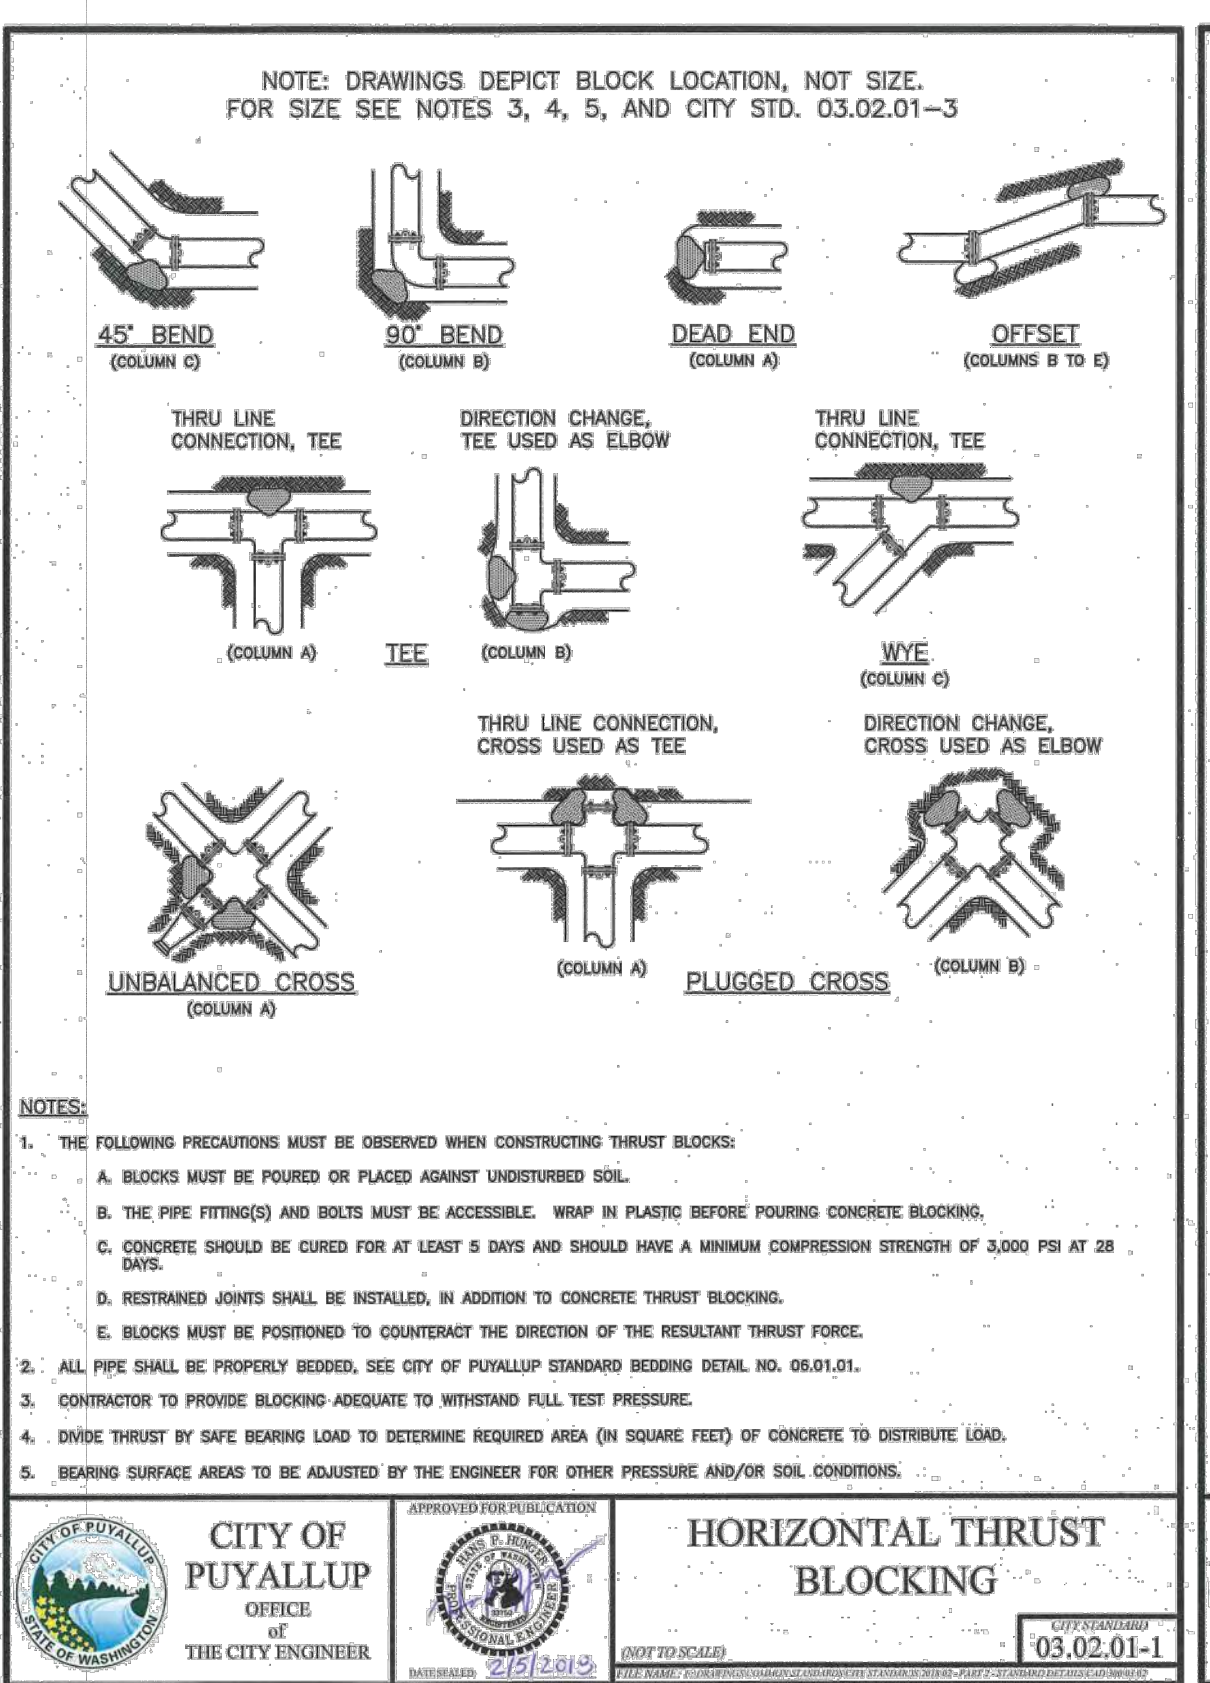 NOTE: DRAWINGS DEPICT BLOCK LOCATION, NOT SIZE.
FOR SIZE SEE NOTES 3, 4, 5, AND CITY STD. 03.02.01-3
45° BEND
(COLUMN C)
90° BEND
(COLUMN B)
DEAD END
(COLUMN A)
OFFSET
(COLUMNS B TO E)
THRU LINE
CONNECTION, TEE
DIRECTION CHANGE,
TEE USED AS ELBOW
THRU LINE
CONNECTION, TEE
(COLUMN A)
TEE
(COLUMN B)
WYE
(COLUMN C)
THRU LINE CONNECTION,
CROSS USED AS TEE
DIRECTION CHANGE,
CROSS USED AS ELBOW
UNBALANCED CROSS
(COLUMN A)
(COLUMN A)
PLUGGED CROSS
(COLUMN B)
NOTES:
1. THE FOLLOWING PRECAUTIONS MUST BE OBSERVED WHEN CONSTRUCTING THRUST BLOCKS:
A. BLOCKS MUST BE POURED OR PLACED AGAINST UNDISTURBED SOIL.
B. THE PIPE FITTING(S) AND BOLTS MUST BE ACCESSIBLE. WRAP IN PLASTIC BEFORE POURING CONCRETE BLOCKING.
C. CONCRETE SHOULD BE CURED FOR AT LEAST 5 DAYS AND SHOULD HAVE A MINIMUM COMPRESSION STRENGTH OF 3,000 PSI AT 28
DAYS.
D. RESTRAINED JOINTS SHALL BE INSTALLED, IN ADDITION TO CONCRETE THRUST BLOCKING.
E. BLOCKS MUST BE POSITIONED TO COUNTERACT THE DIRECTION OF THE RESULTANT THRUST FORCE.
2. ALL PIPE SHALL BE PROPERLY BEDDED, SEE CITY OF PUYALLUP STANDARD BEDDING DETAIL NO. 06.01.01.
3. CONTRACTOR TO PROVIDE BLOCKING ADEQUATE TO WITHSTAND FULL TEST PRESSURE.
4. DIVIDE THRUST BY SAFE BEARING LOAD TO DETERMINE REQUIRED AREA (IN SQUARE FEET) OF CONCRETE TO DISTRIBUTE LOAD.
5. BEARING SURFACE AREAS TO BE ADJUSTED BY THE ENGINEER FOR OTHER PRESSURE AND/OR SOIL CONDITIONS.
CITY OF PUYALLUP
STATE OF WASHINGTON
CITY OF
PUYALLUP
OFFICE
of
THE CITY ENGINEER
APPROVED FOR PUBLICATION
HANS P. HUNGER
STATE OF WASHINGTON
REGISTERED
PROFESSIONAL ENGINEER
DATE SEALED: 2/5/2019
HORIZONTAL THRUST
BLOCKING
(NOT TO SCALE)
CITY STANDARD
03.02.01-1
FILE NAME: